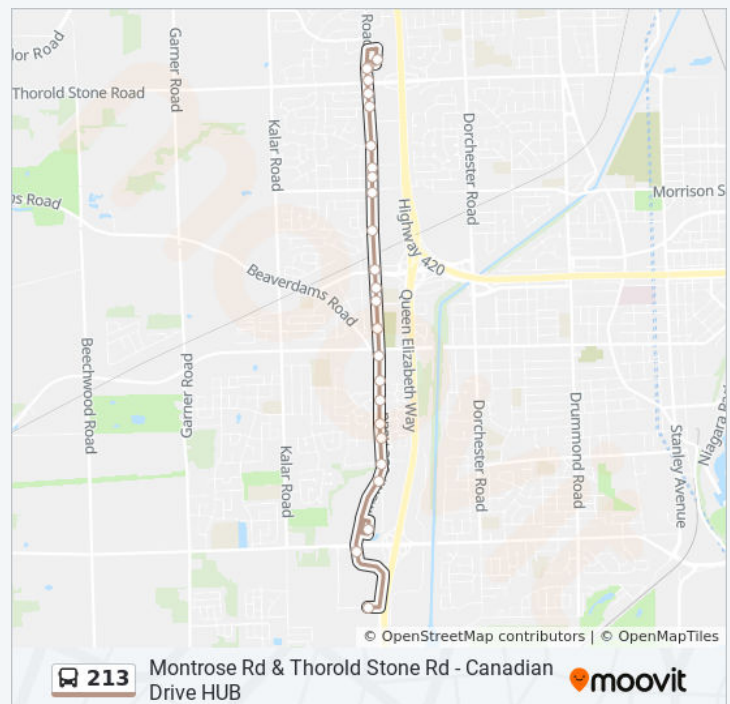 Road
lor Road
Garner Road
Thorold Stone Road
Kalar Road
Dorchester Road
Morrison S
ns Road
Highway 420
Beaverdams Road
Queen Elizabeth Way
Beechwood Road
Garner Road
Kalar Road
Dorchester Road
Drummond Road
Stanley Avenue
Niagara
© OpenStreetMap contributors | © OpenMapTiles
213
Montrose Rd & Thorold Stone Rd - Canadian
Drive HUB
moovit